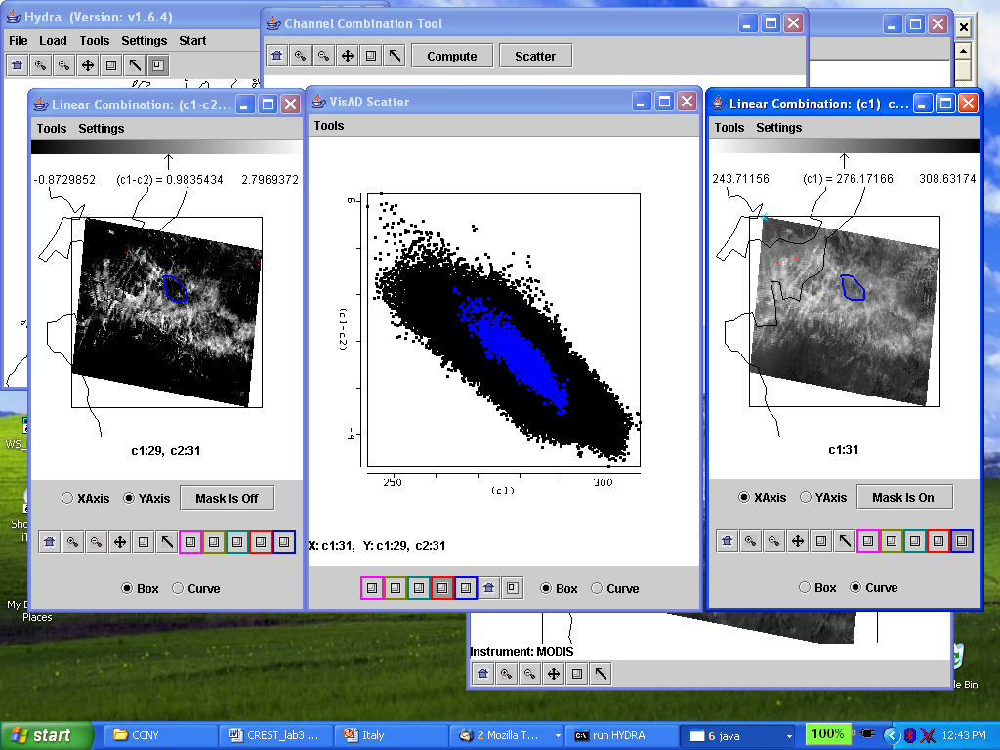 Hydra (Version: v1.6.4)
File Load Tools Settings Start
Channel Combination Tool
Compute Scatter
Linear Combination: (c1-c2...
Tools Settings
-0.8729852 (c1-c2) = 0.9835434 2.7969372
c1:29, c2:31
XAxis YAxis Mask Is Off
Box Curve
VisAD Scatter
Tools
6
(c1-c2)
-4
250 300
(c1)
X: c1:31, Y: c1:29, c2:31
Box Curve
Linear Combination: (c1) c...
Tools Settings
243.71156 (c1) = 276.17166 308.63174
c1:31
XAxis YAxis Mask Is On
Box Curve
Instrument: MODIS
WS_
Sho
iT
My B
Places
le Bin
start CCNY CREST_lab3 ... Italy 2 Mozilla T... run HYDRA 6 java 100% 12:43 PM